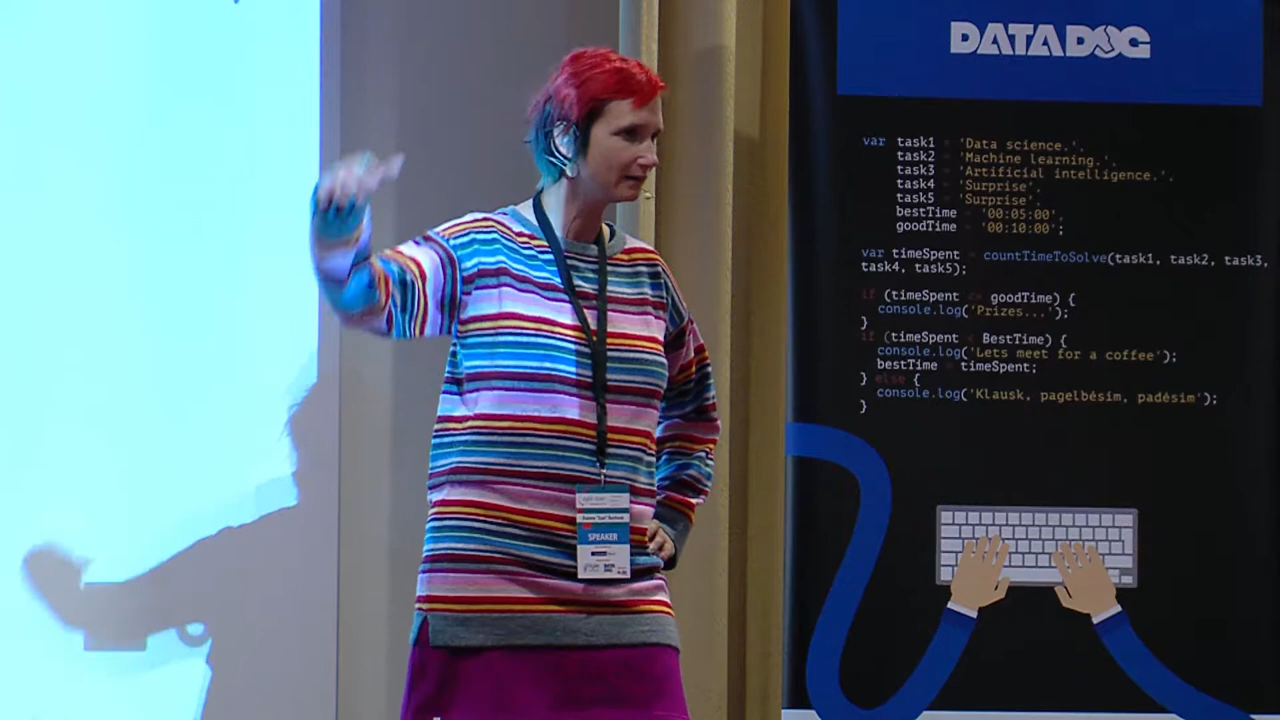 DATADOG
var task1 = 'Data science.',
task2 = 'Machine learning.',
task3 = 'Artificial intelligence.',
task4 = 'Surprise',
task5 = 'Surprise',
bestTime = '00:05:00',
goodTime = '00:10:00';
var timeSpent = countTimeToSolve(task1, task2, task3,
task4, task5);
if (timeSpent <= goodTime) {
console.log('Prizes...');
}
if (timeSpent < BestTime) {
console.log('Lets meet for a coffee');
bestTime = timeSpent;
} else {
console.log('Klausk, pagelbėsim, padėsim');
}
SPEAKER